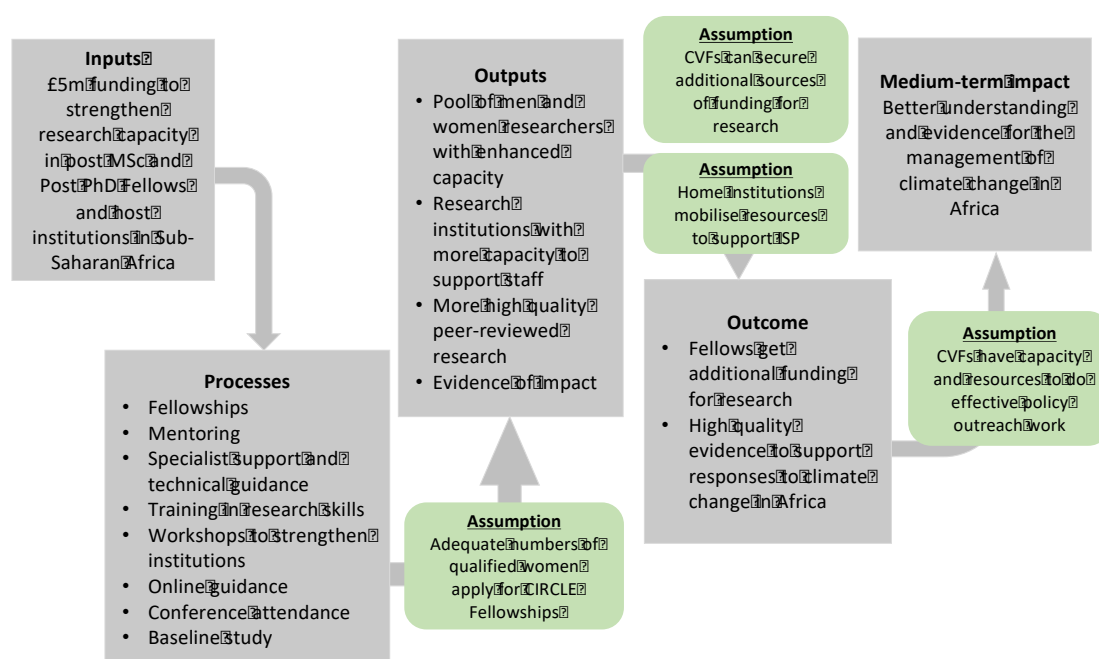 Inputs
£5m funding to
strengthen
research capacity
in post MSc and
Post PhD Fellows
and host
institutions in Sub-
Saharan Africa
Processes
• Fellowships
• Mentoring
• Specialist support and
technical guidance
• Training in research skills
• Workshops to strengthen
institutions
• Online guidance
• Conference attendance
• Baseline study
Assumption
Adequate numbers of
qualified women
apply for CIRCLE
Fellowships
Outputs
• Pool of men and
women researchers
with enhanced
capacity
• Research
institutions with
more capacity to
support staff
• More high quality
peer-reviewed
research
• Evidence of impact
Assumption
CVFs can secure
additional sources
of funding for
research
Assumption
Home institutions
mobilise resources
to support ISP
Outcome
• Fellows get
additional funding
for research
• High quality
evidence to support
responses to climate
change in Africa
Assumption
CVFs have capacity
and resources to do
effective policy
outreach work
Medium-term impact
Better understanding
and evidence for the
management of
climate change in
Africa